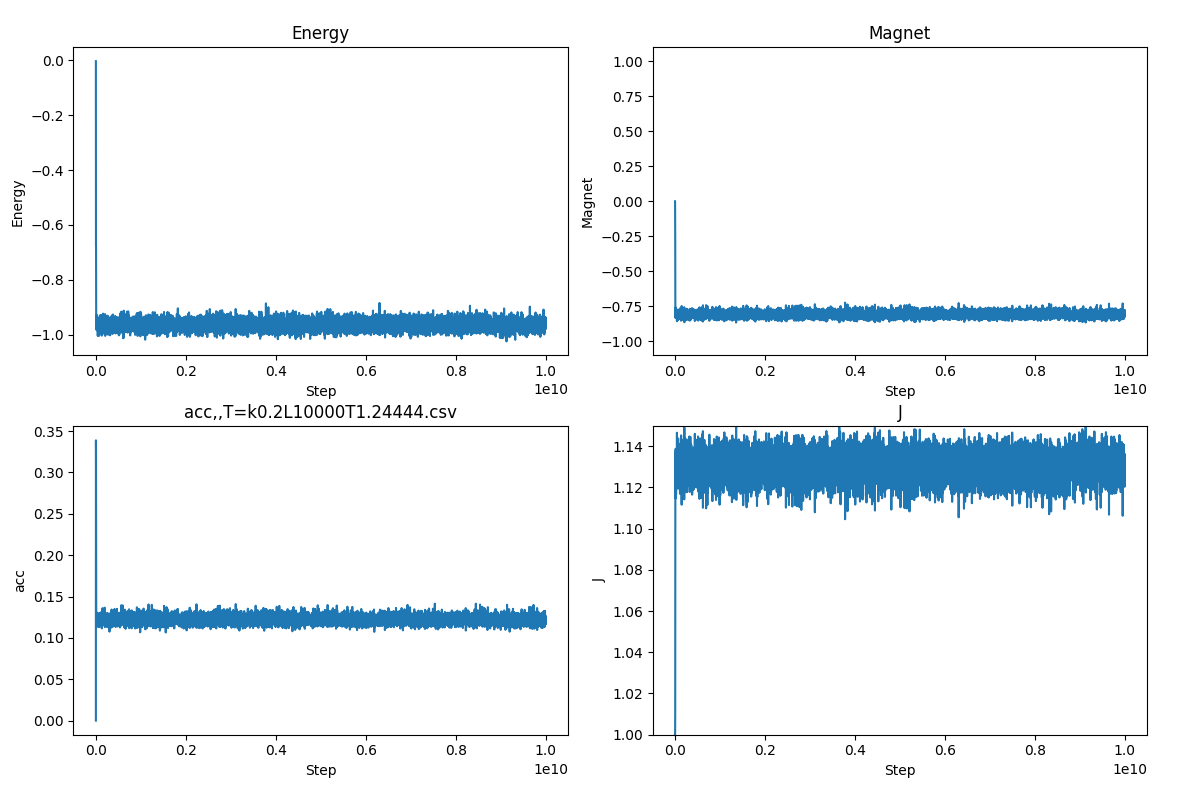 Energy
Energy
0.0
−0.2
−0.4
−0.6
−0.8
−1.0
0.0 0.2 0.4 0.6 0.8 1.0
1e10
Step
Magnet
Magnet
1.00
0.75
0.50
0.25
0.00
−0.25
−0.50
−0.75
−1.00
0.0 0.2 0.4 0.6 0.8 1.0
1e10
Step
acc,,T=k0.2L10000T1.24444.csv
acc
0.35
0.30
0.25
0.20
0.15
0.10
0.05
0.00
0.0 0.2 0.4 0.6 0.8 1.0
1e10
Step
J
J
1.14
1.12
1.10
1.08
1.06
1.04
1.02
1.00
0.0 0.2 0.4 0.6 0.8 1.0
1e10
Step